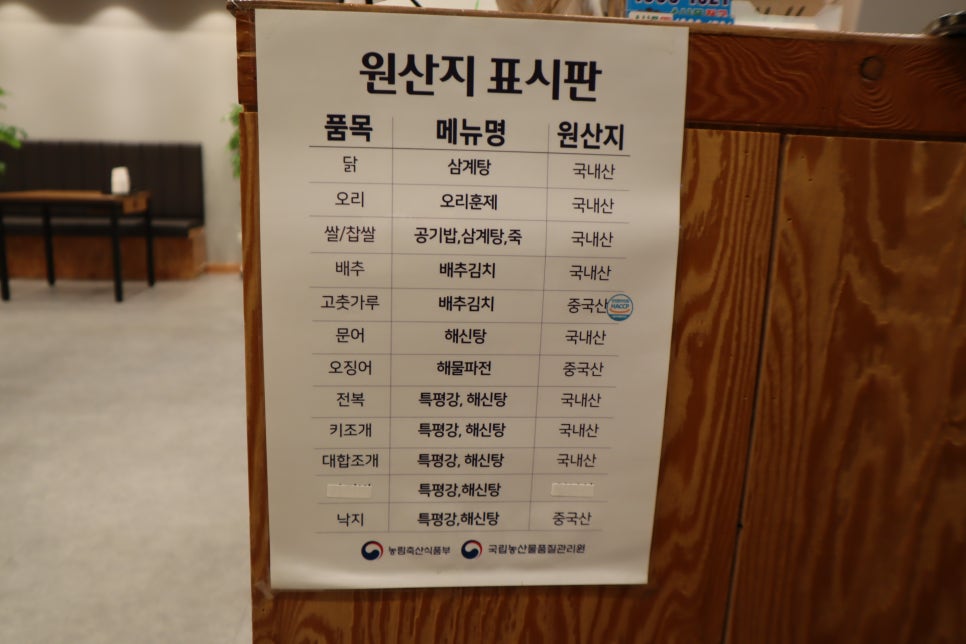 원산지 표시판
품목 메뉴명 원산지
닭 삼계탕 국내산
오리 오리훈제 국내산
쌀/찹쌀 공기밥,삼계탕,죽 국내산
배추 배추김치 국내산
고춧가루 배추김치 중국산 HACCP
문어 해신탕 국내산
오징어 해물파전 중국산
전복 특평강, 해신탕 국내산
키조개 특평강, 해신탕 국내산
대합조개 특평강, 해신탕 국내산
특평강,해신탕
낙지 특평강,해신탕 중국산
농림축산식품부 국립농산물품질관리원